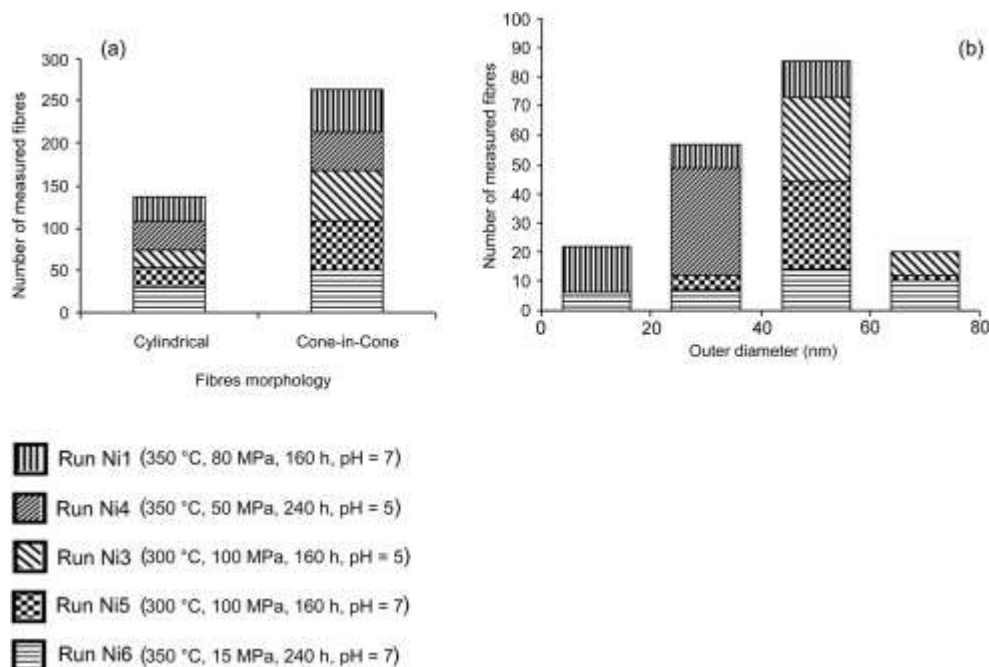 (a)
Number of measured fibres
300
250
200
150
100
50
0
Cylindrical Cone-in-Cone
Fibres morphology
(b)
Number of measured fibres
100
90
80
70
60
50
40
30
20
10
0
0 20 40 60 80
Outer diameter (nm)
Run Ni1 (350 °C, 80 MPa, 160 h, pH = 7)
Run Ni4 (350 °C, 50 MPa, 240 h, pH = 5)
Run Ni3 (300 °C, 100 MPa, 160 h, pH = 5)
Run Ni5 (300 °C, 100 MPa, 160 h, pH = 7)
Run Ni6 (350 °C, 15 MPa, 240 h, pH = 7)